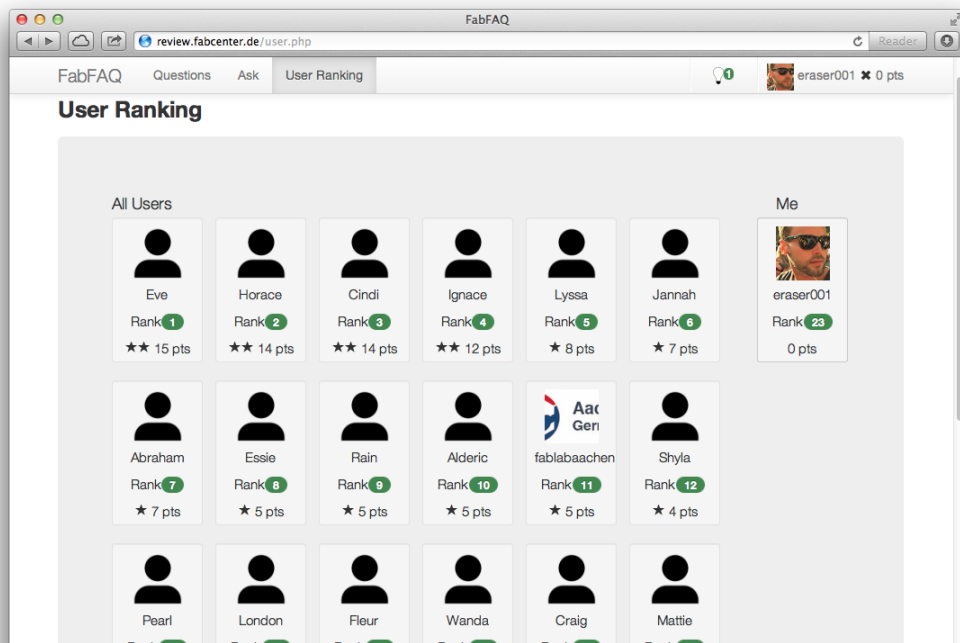 FabFAQ
review.fabcenter.de/user.php
Reader
FabFAQ Questions Ask User Ranking 1 eraser001 ✖ 0 pts
User Ranking
All Users
Me
Eve Horace Cindi Ignace Lyssa Jannah eraser001
Rank 1 Rank 2 Rank 3 Rank 4 Rank 5 Rank 6 Rank 23
★★ 15 pts ★★ 14 pts ★★ 14 pts ★★ 12 pts ★ 8 pts ★ 7 pts 0 pts
Abraham Essie Rain Alderic fablabaachen Shyla
Rank 7 Rank 8 Rank 9 Rank 10 Rank 11 Rank 12
★ 7 pts ★ 5 pts ★ 5 pts ★ 5 pts ★ 5 pts ★ 4 pts
Pearl London Fleur Wanda Craig Mattie